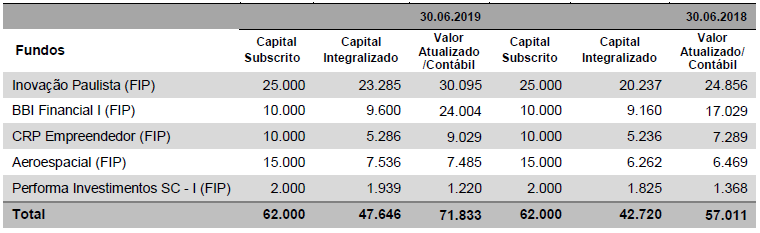 30.06.2019 30.06.2018
Fundos Capital Subscrito Capital Integralizado Valor Atualizado /Contábil Capital Subscrito Capital Integralizado Valor Atualizado/ Contábil
Inovação Paulista (FIP) 25.000 23.285 30.095 25.000 20.237 24.856
BBI Financial I (FIP) 10.000 9.600 24.004 10.000 9.160 17.029
CRP Empreendedor (FIP) 10.000 5.286 9.029 10.000 5.236 7.289
Aeroespacial (FIP) 15.000 7.536 7.485 15.000 6.262 6.469
Performa Investimentos SC - I (FIP) 2.000 1.939 1.220 2.000 1.825 1.368
Total 62.000 47.646 71.833 62.000 42.720 57.011